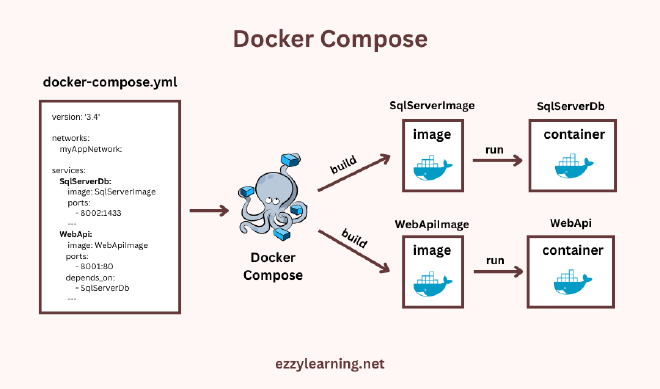 Docker Compose
docker-compose.yml
version: '3.4'
networks:
myAppNetwork:
services:
SqlServerDb:
image: SqlServerImage
ports:
- 8002:1433
---
WebApi:
image: WebApiImage
ports:
- 8001:80
depends_on:
- SqlServerDb
---
Docker
Compose
build
build
SqlServerImage
image
run
SqlServerDb
container
WebApiImage
image
run
WebApi
container
ezzylearning.net